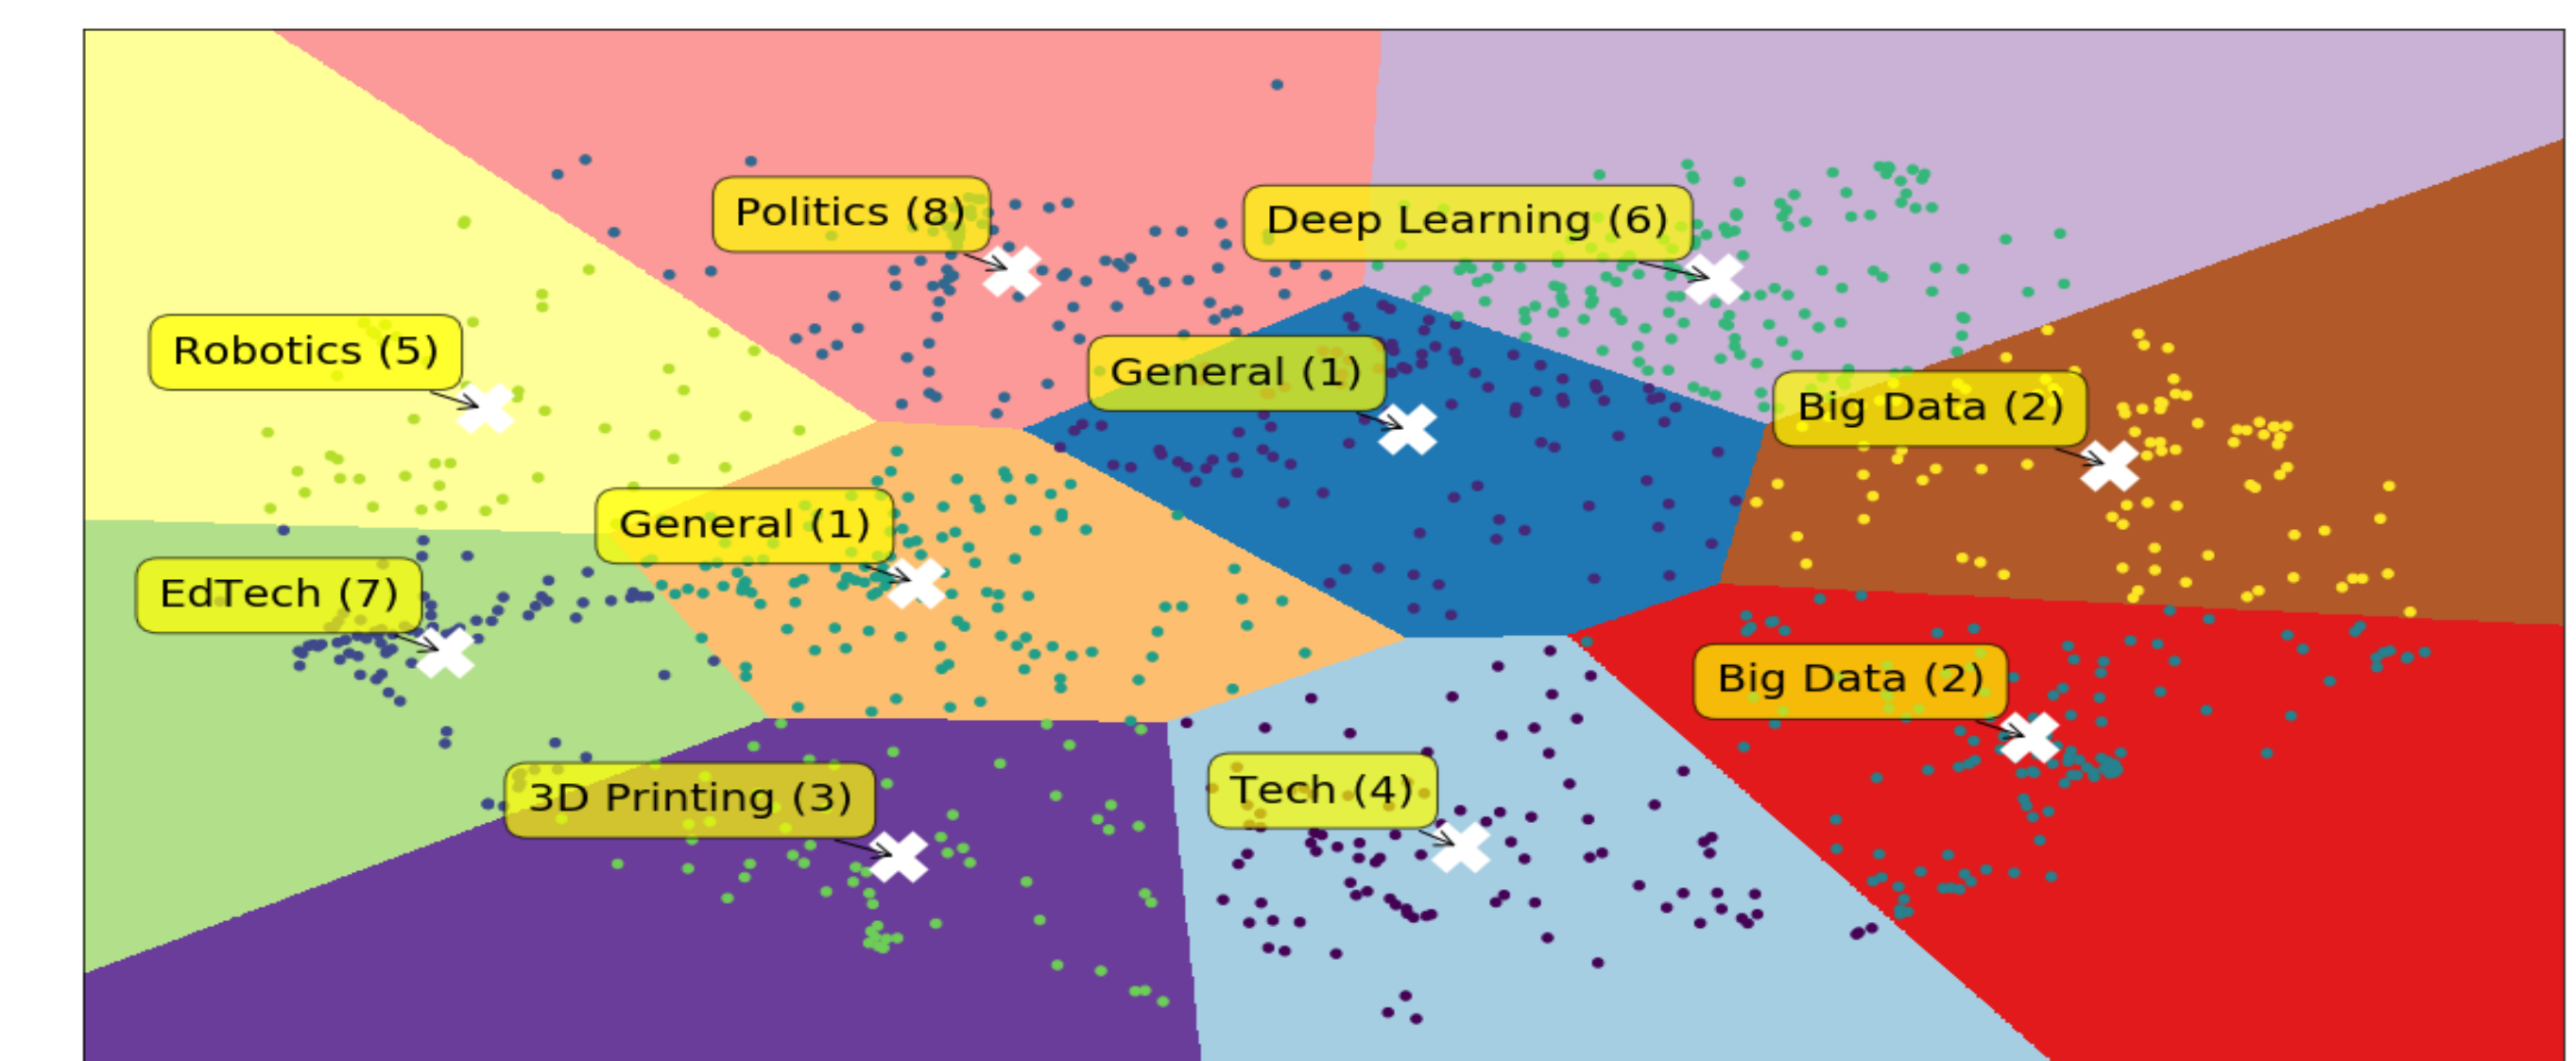 Politics (8)
Deep Learning (6)
Robotics (5)
General (1)
Big Data (2)
General (1)
EdTech (7)
Big Data (2)
3D Printing (3)
Tech (4)